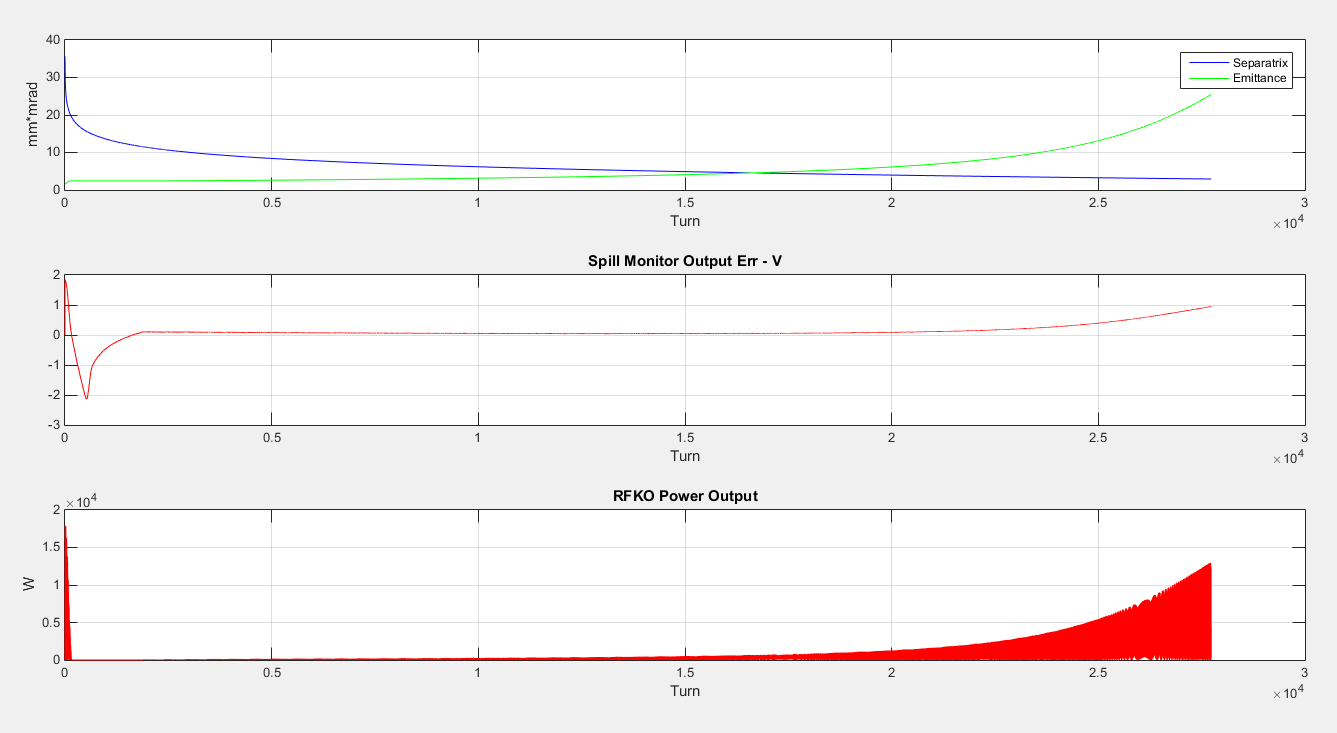 40
30
20
10
0
mm*mrad
Separatrix
Emittance
0 0.5 1 1.5 2 2.5 3
Turn
×10^4
Spill Monitor Output Err - V
2
1
0
-1
-2
-3
0 0.5 1 1.5 2 2.5 3
Turn
×10^4
RFKO Power Output
×10^4
2
1.5
1
0.5
0
W
0 0.5 1 1.5 2 2.5 3
Turn
×10^4